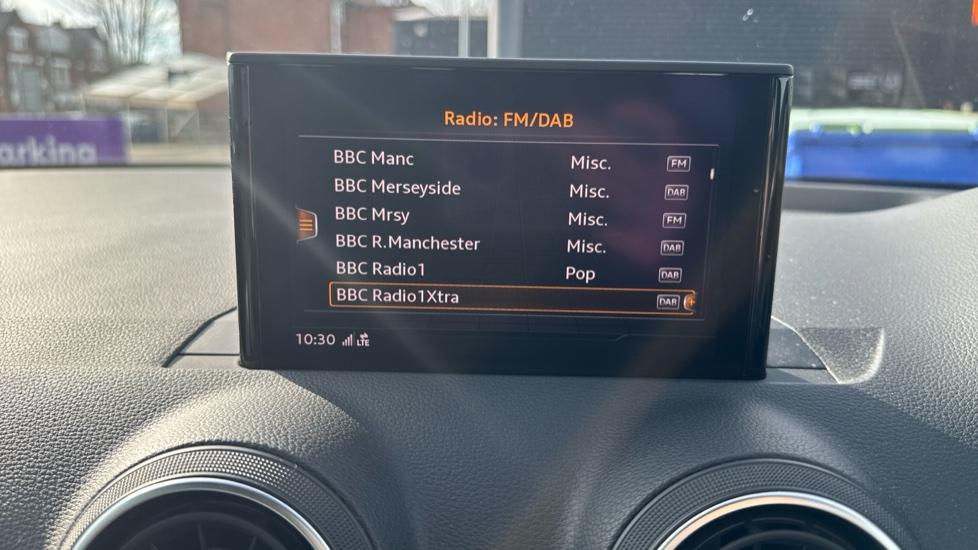 arking
Radio: FM/DAB
BBC Manc Misc. FM
BBC Merseyside Misc. DAB
BBC Mrsy Misc. FM
BBC R.Manchester Misc. DAB
BBC Radio1 Pop DAB
BBC Radio1Xtra DAB
10:30 LTE